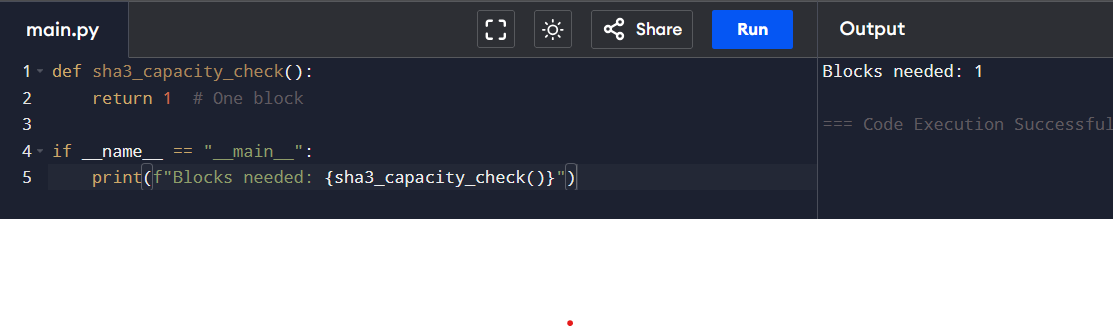 main.py
Share
Run
Output
1 def sha3_capacity_check():
2     return 1  # One block
3
4 if __name__ == "__main__":
5     print(f"Blocks needed: {sha3_capacity_check()}")
Blocks needed: 1
=== Code Execution Successful